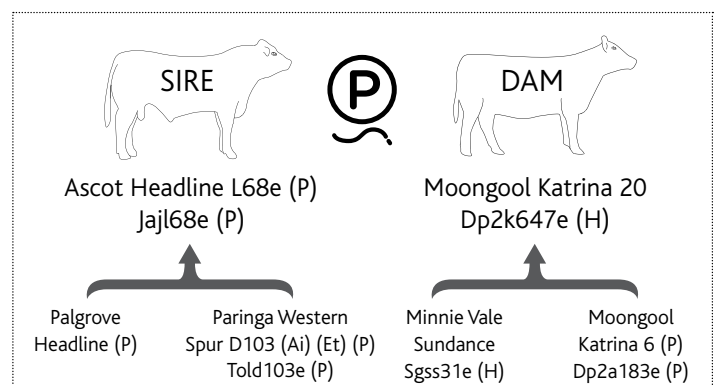 SIRE
P
DAM
Ascot Headline L68e (P)
Jajl68e (P)
Moongool Katrina 20
Dp2k647e (H)
Palgrove
Headline (P)
Paringa Western
Spur D103 (Ai) (Et) (P)
Told103e (P)
Minnie Vale
Sundance
Sgss31e (H)
Moongool
Katrina 6 (P)
Dp2a183e (P)